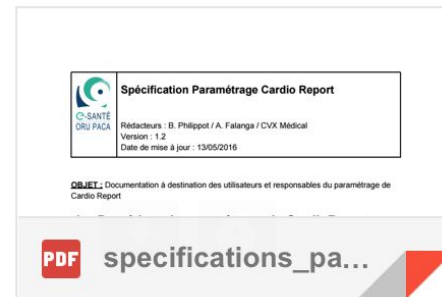 Spécification Paramétrage Cardio Report
e-SANTÉ
ORU PACA
Rédacteurs : B. Philippot / A. Falanga / CVX Médical
Version : 1.2
Date de mise à jour : 13/05/2016
OBJET : Documentation à destination des utilisateurs et responsables du paramétrage de
Cardio Report
PDF
specifications_pa...